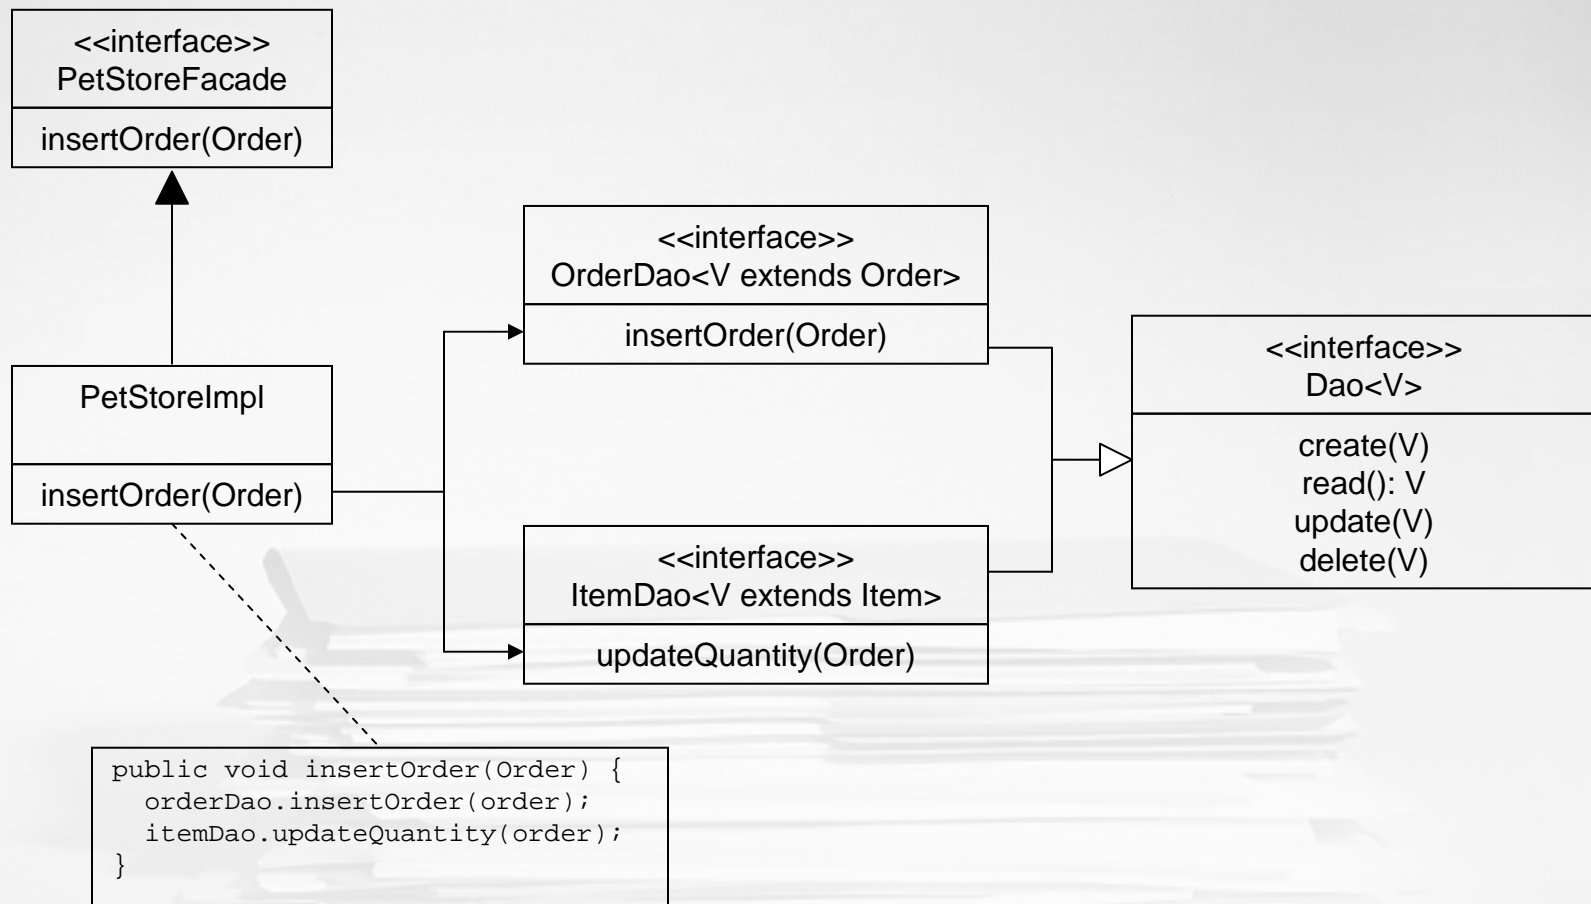 <<interface>>
PetStoreFacade
insertOrder(Order)
<<interface>>
OrderDao<V extends Order>
insertOrder(Order)
<<interface>>
Dao<V>
create(V)
read(): V
update(V)
delete(V)
PetStoreImpl
insertOrder(Order)
<<interface>>
ItemDao<V extends Item>
updateQuantity(Order)
public void insertOrder(Order) {
  orderDao.insertOrder(order);
  itemDao.updateQuantity(order);
}